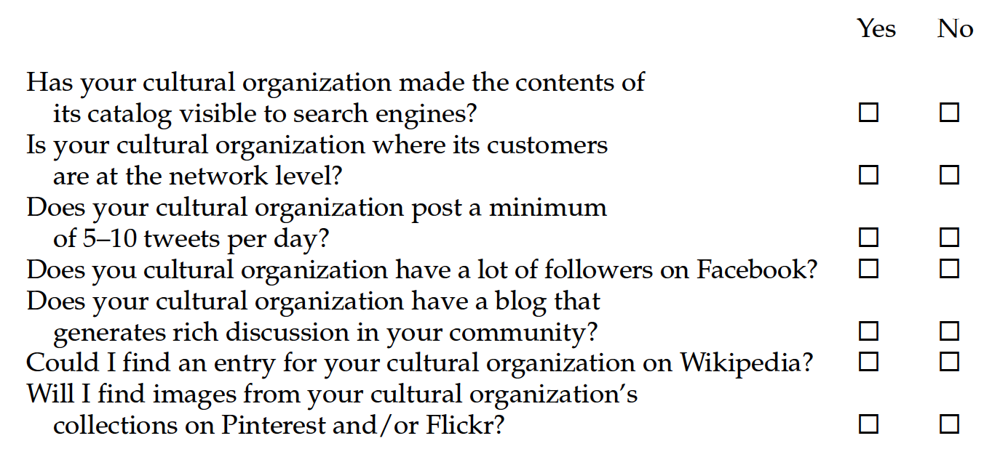 Yes No
Has your cultural organization made the contents of
its catalog visible to search engines? ☐ ☐
Is your cultural organization where its customers
are at the network level? ☐ ☐
Does your cultural organization post a minimum
of 5–10 tweets per day? ☐ ☐
Does you cultural organization have a lot of followers on Facebook? ☐ ☐
Does your cultural organization have a blog that
generates rich discussion in your community? ☐ ☐
Could I find an entry for your cultural organization on Wikipedia? ☐ ☐
Will I find images from your cultural organization’s
collections on Pinterest and/or Flickr? ☐ ☐